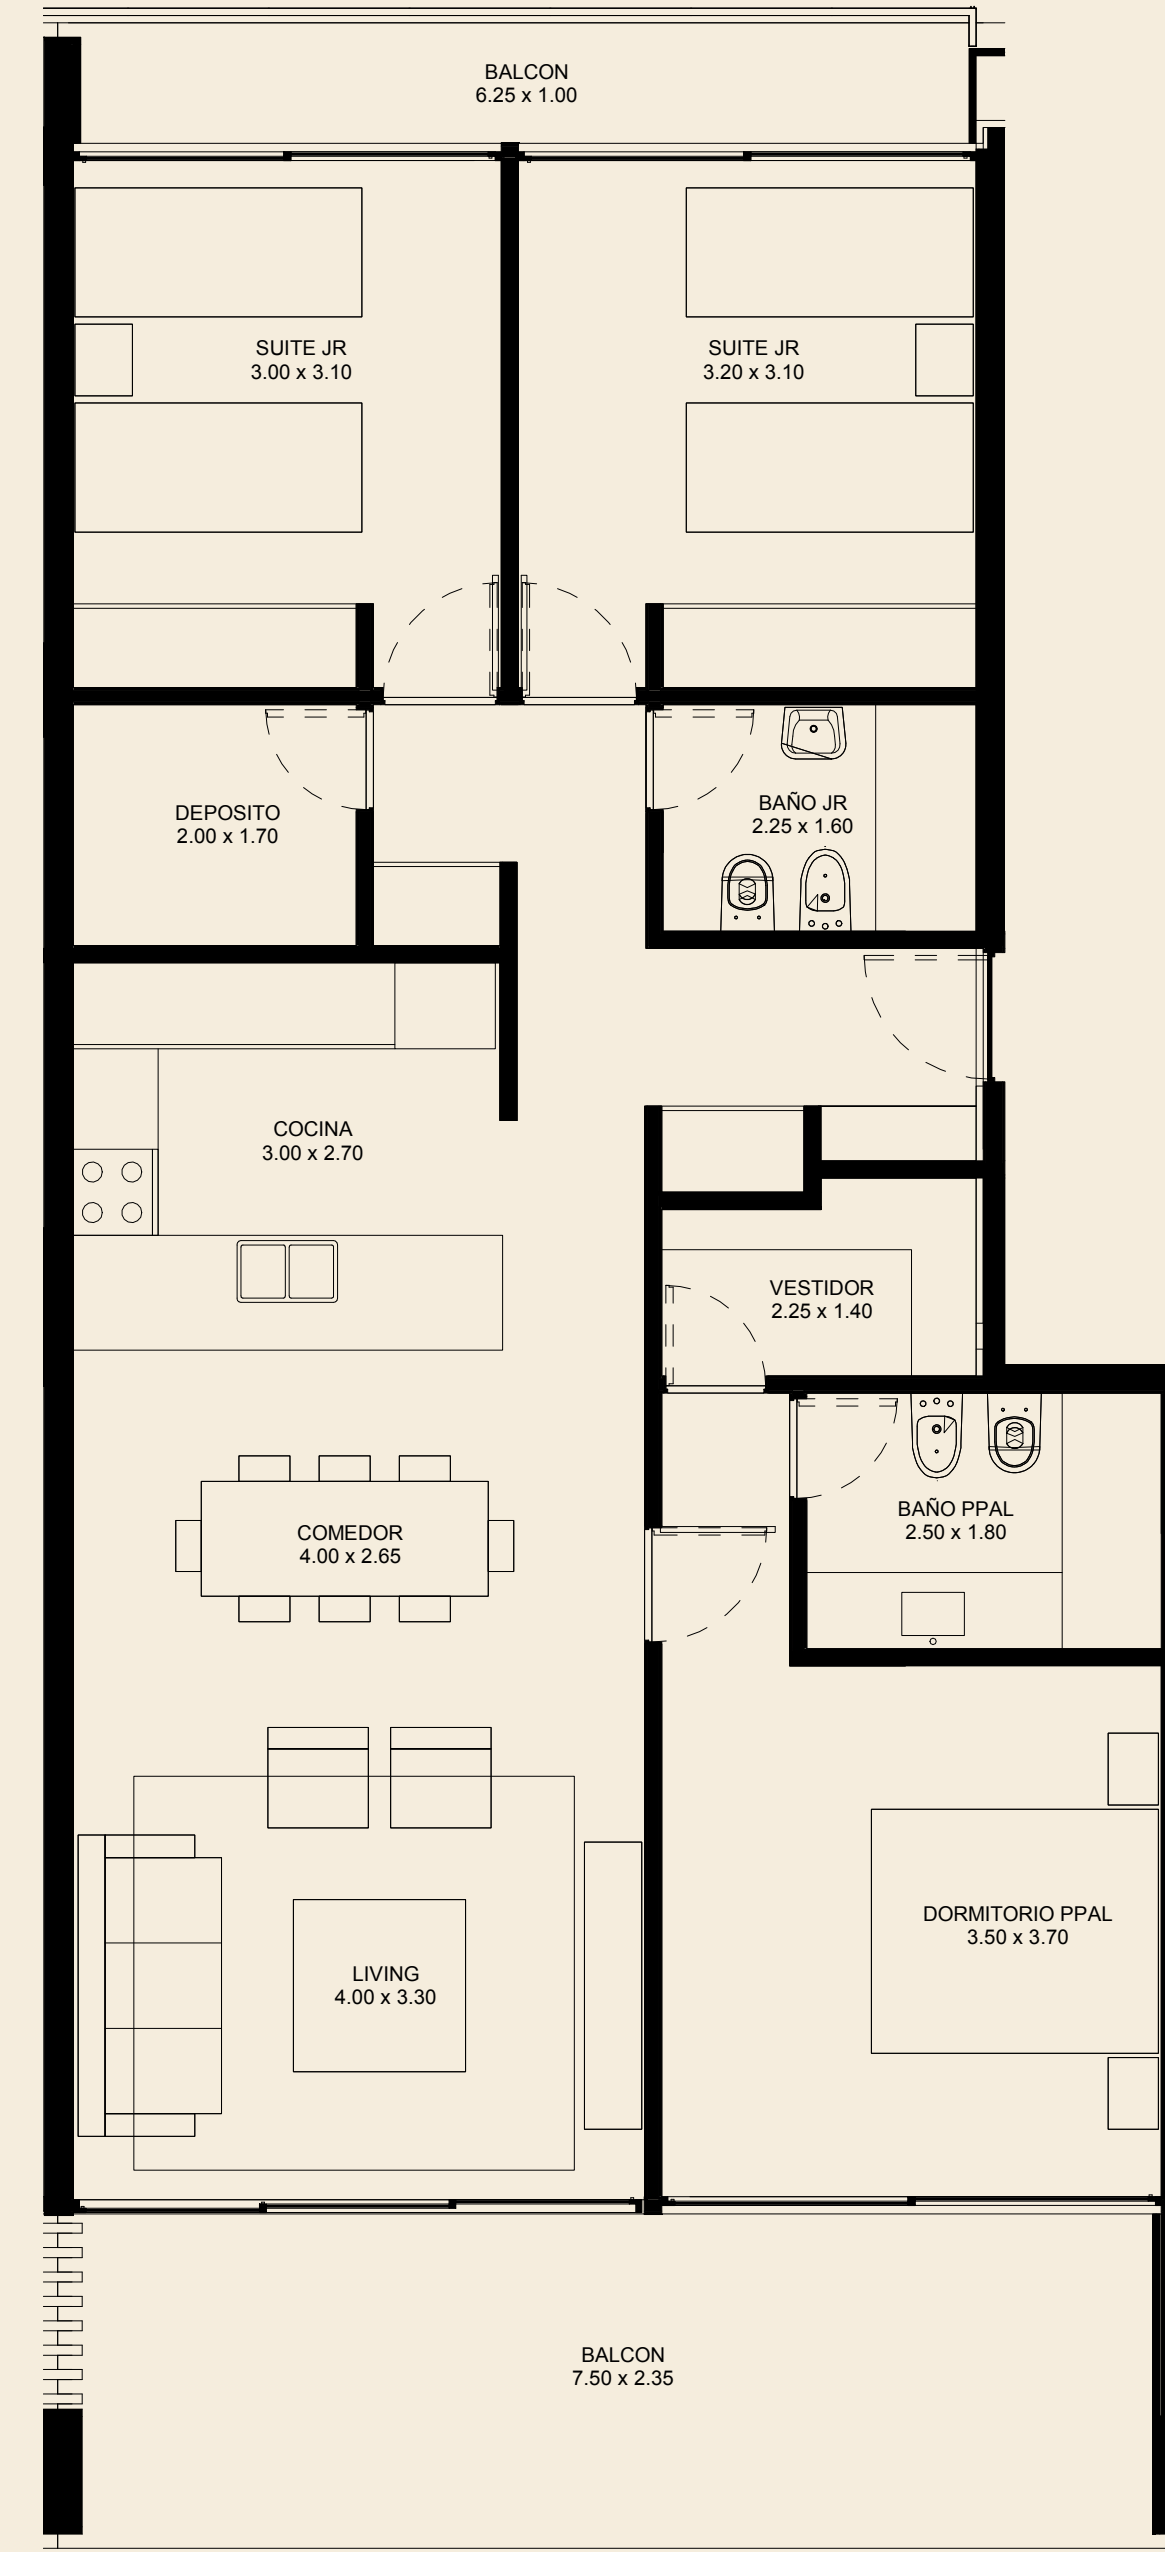 BALCON
6.25 x 1.00
SUITE JR
3.00 x 3.10
SUITE JR
3.20 x 3.10
DEPOSITO
2.00 x 1.70
BAÑO JR
2.25 x 1.60
COCINA
3.00 x 2.70
VESTIDOR
2.25 x 1.40
COMEDOR
4.00 x 2.65
BAÑO PPAL
2.50 x 1.80
DORMITORIO PPAL
3.50 x 3.70
LIVING
4.00 x 3.30
BALCON
7.50 x 2.35